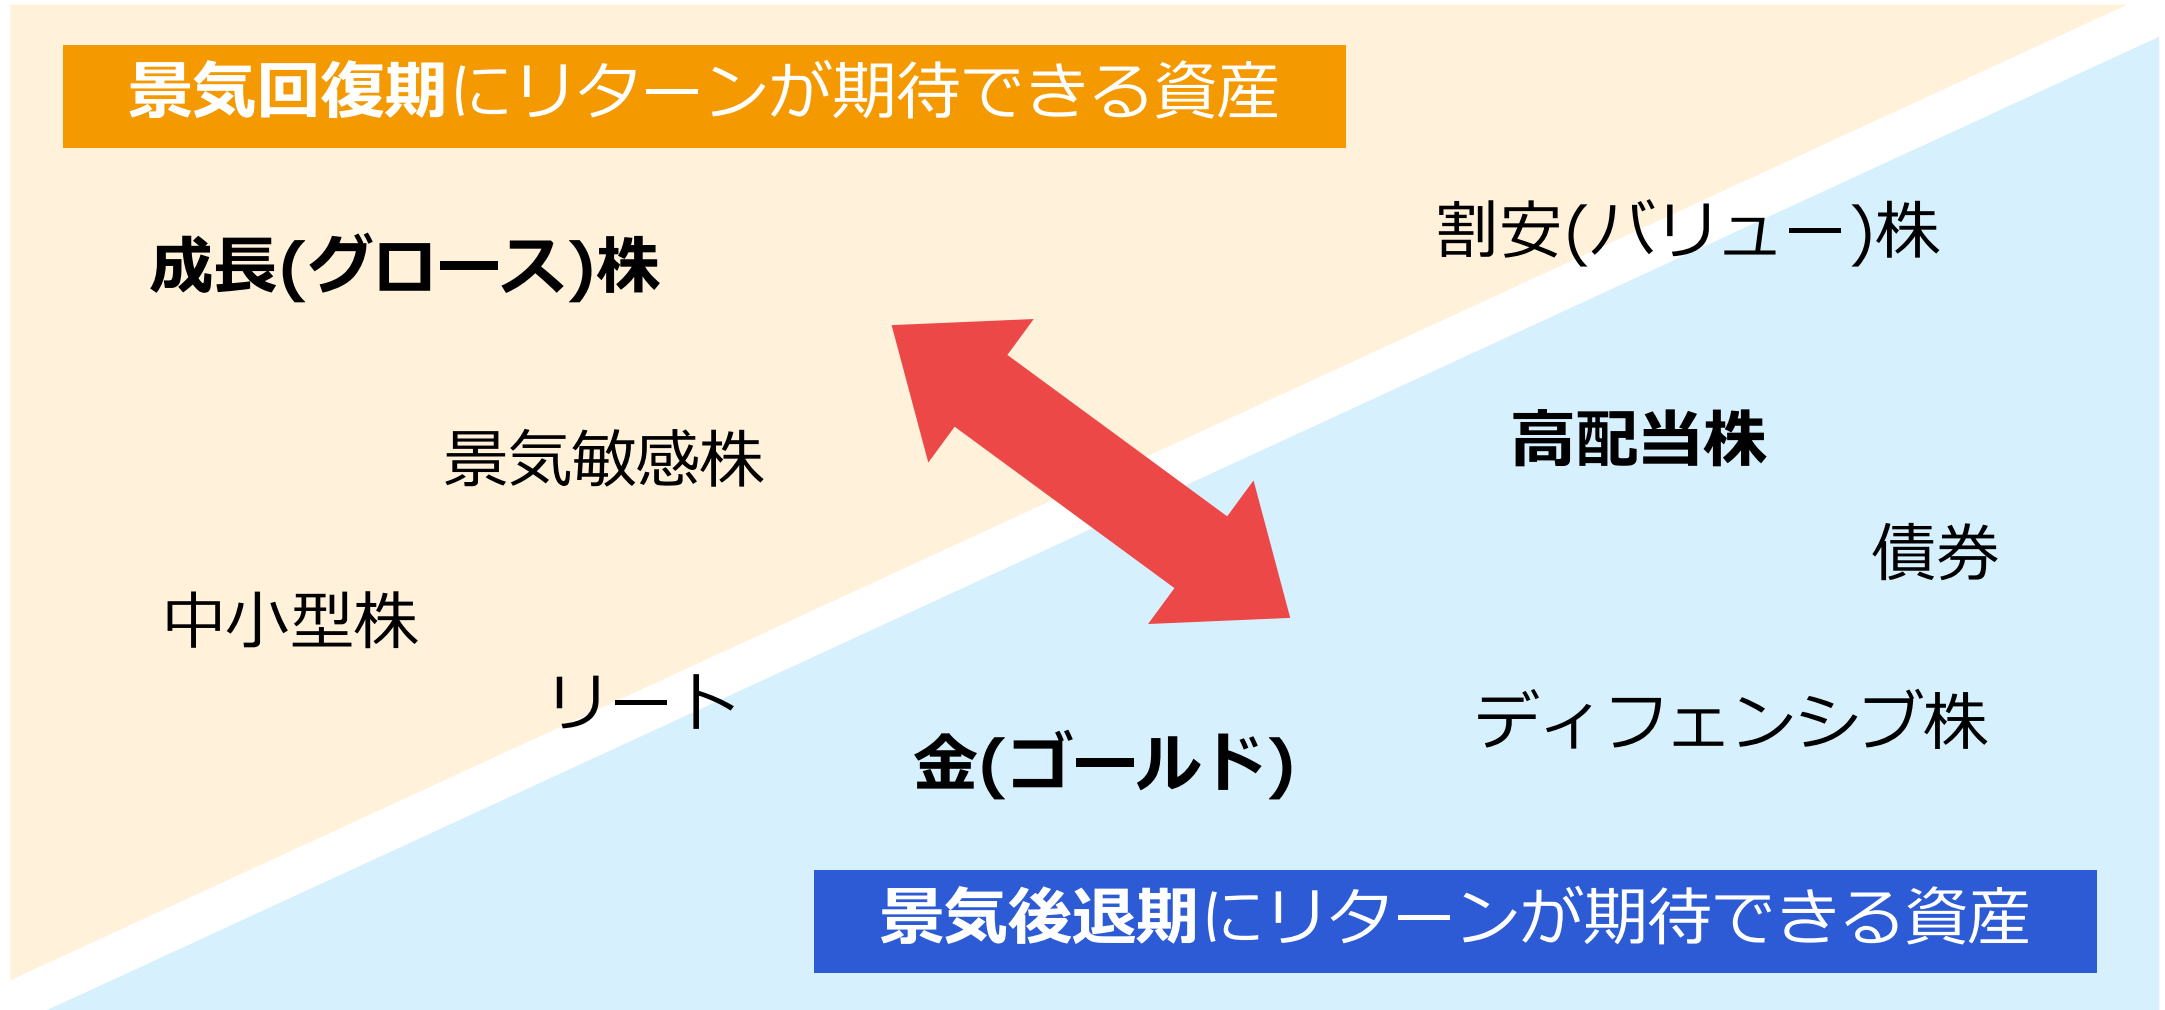 景気回復期にリターンが期待できる資産
割安(バリュー)株
成長(グロース)株
高配当株
景気敏感株
債券
中小型株
リート
ディフェンシブ株
金(ゴールド)
景気後退期にリターンが期待できる資産